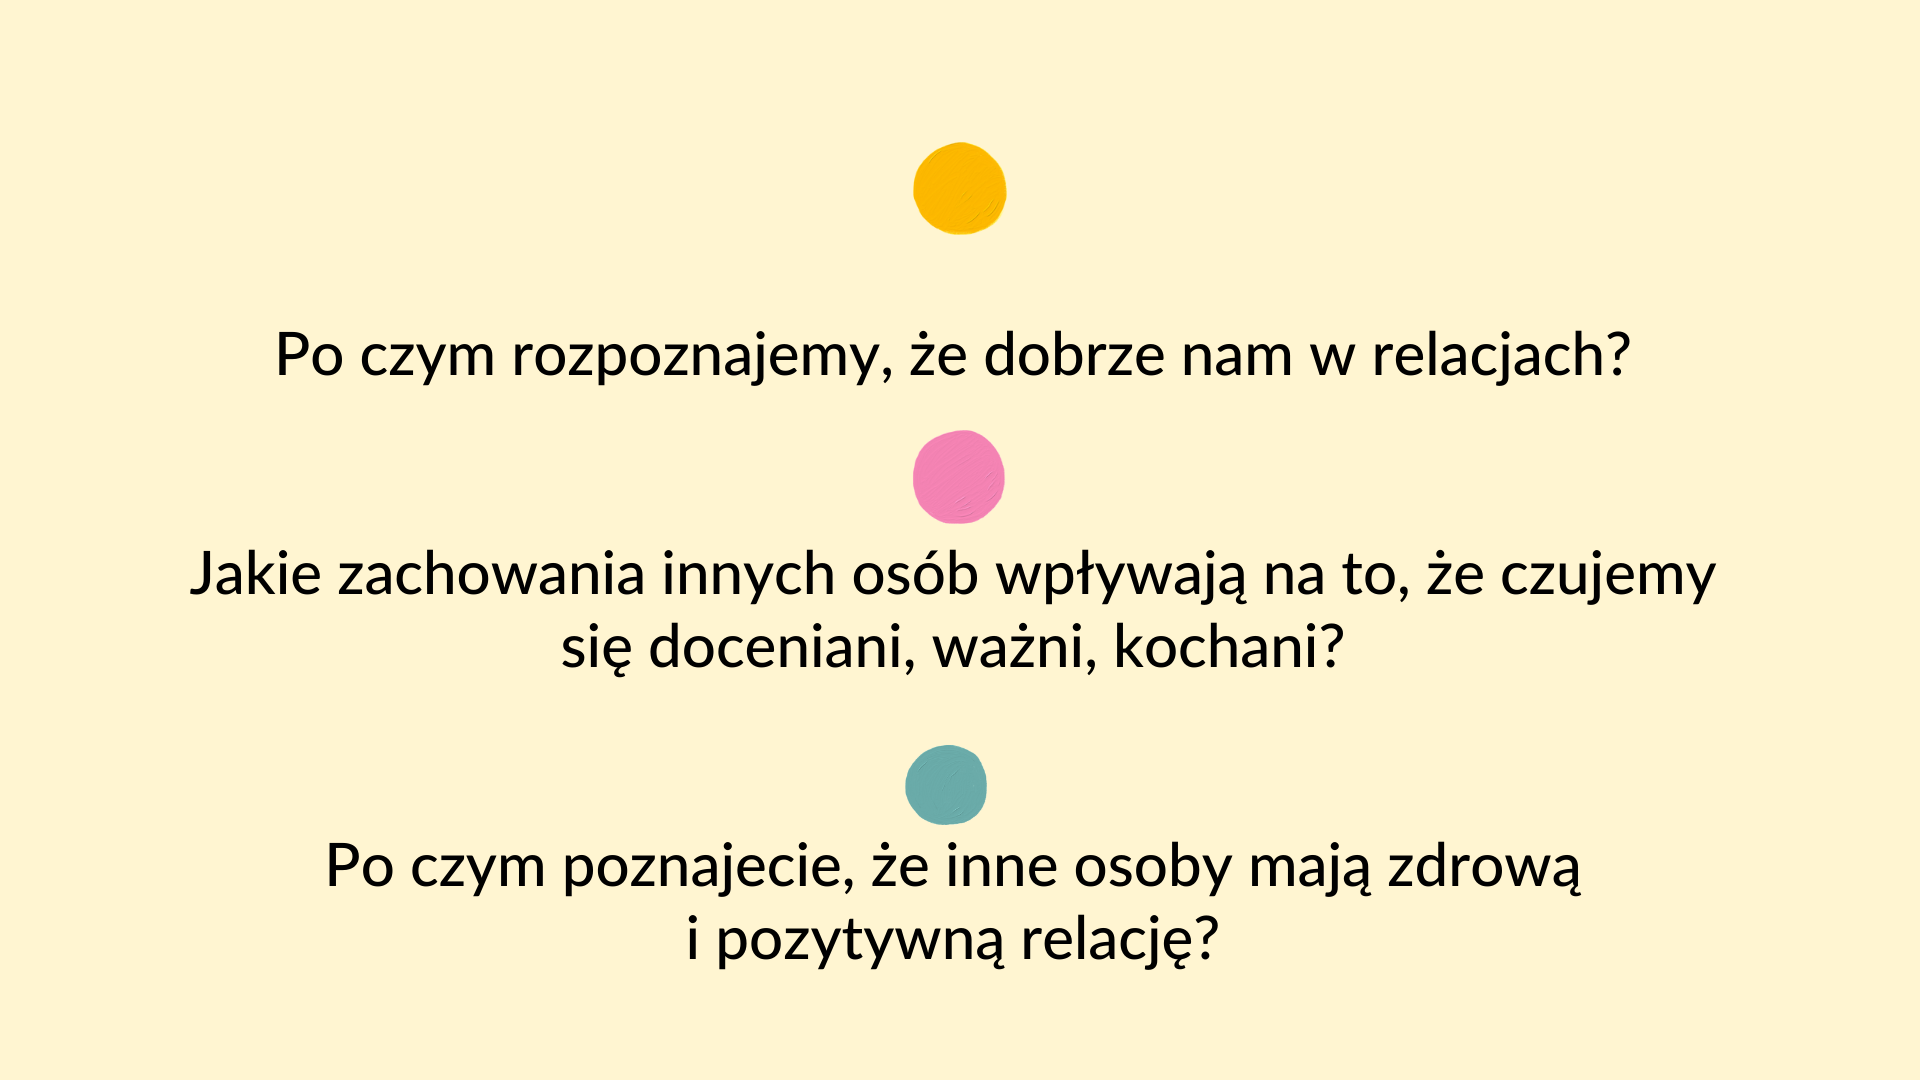 Po czym rozpoznajemy, że dobrze nam w relacjach?
Jakie zachowania innych osób wpływają na to, że czujemy
się doceniani, ważni, kochani?
Po czym poznajecie, że inne osoby mają zdrową
i pozytywną relację?